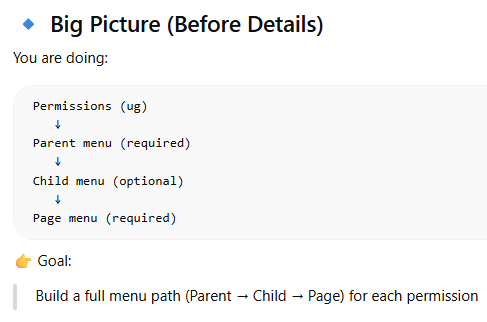 🔹 Big Picture (Before Details)
You are doing:
Permissions (ug)
↓
Parent menu (required)
↓
Child menu (optional)
↓
Page menu (required)
👉 Goal:
Build a full menu path (Parent → Child → Page) for each permission